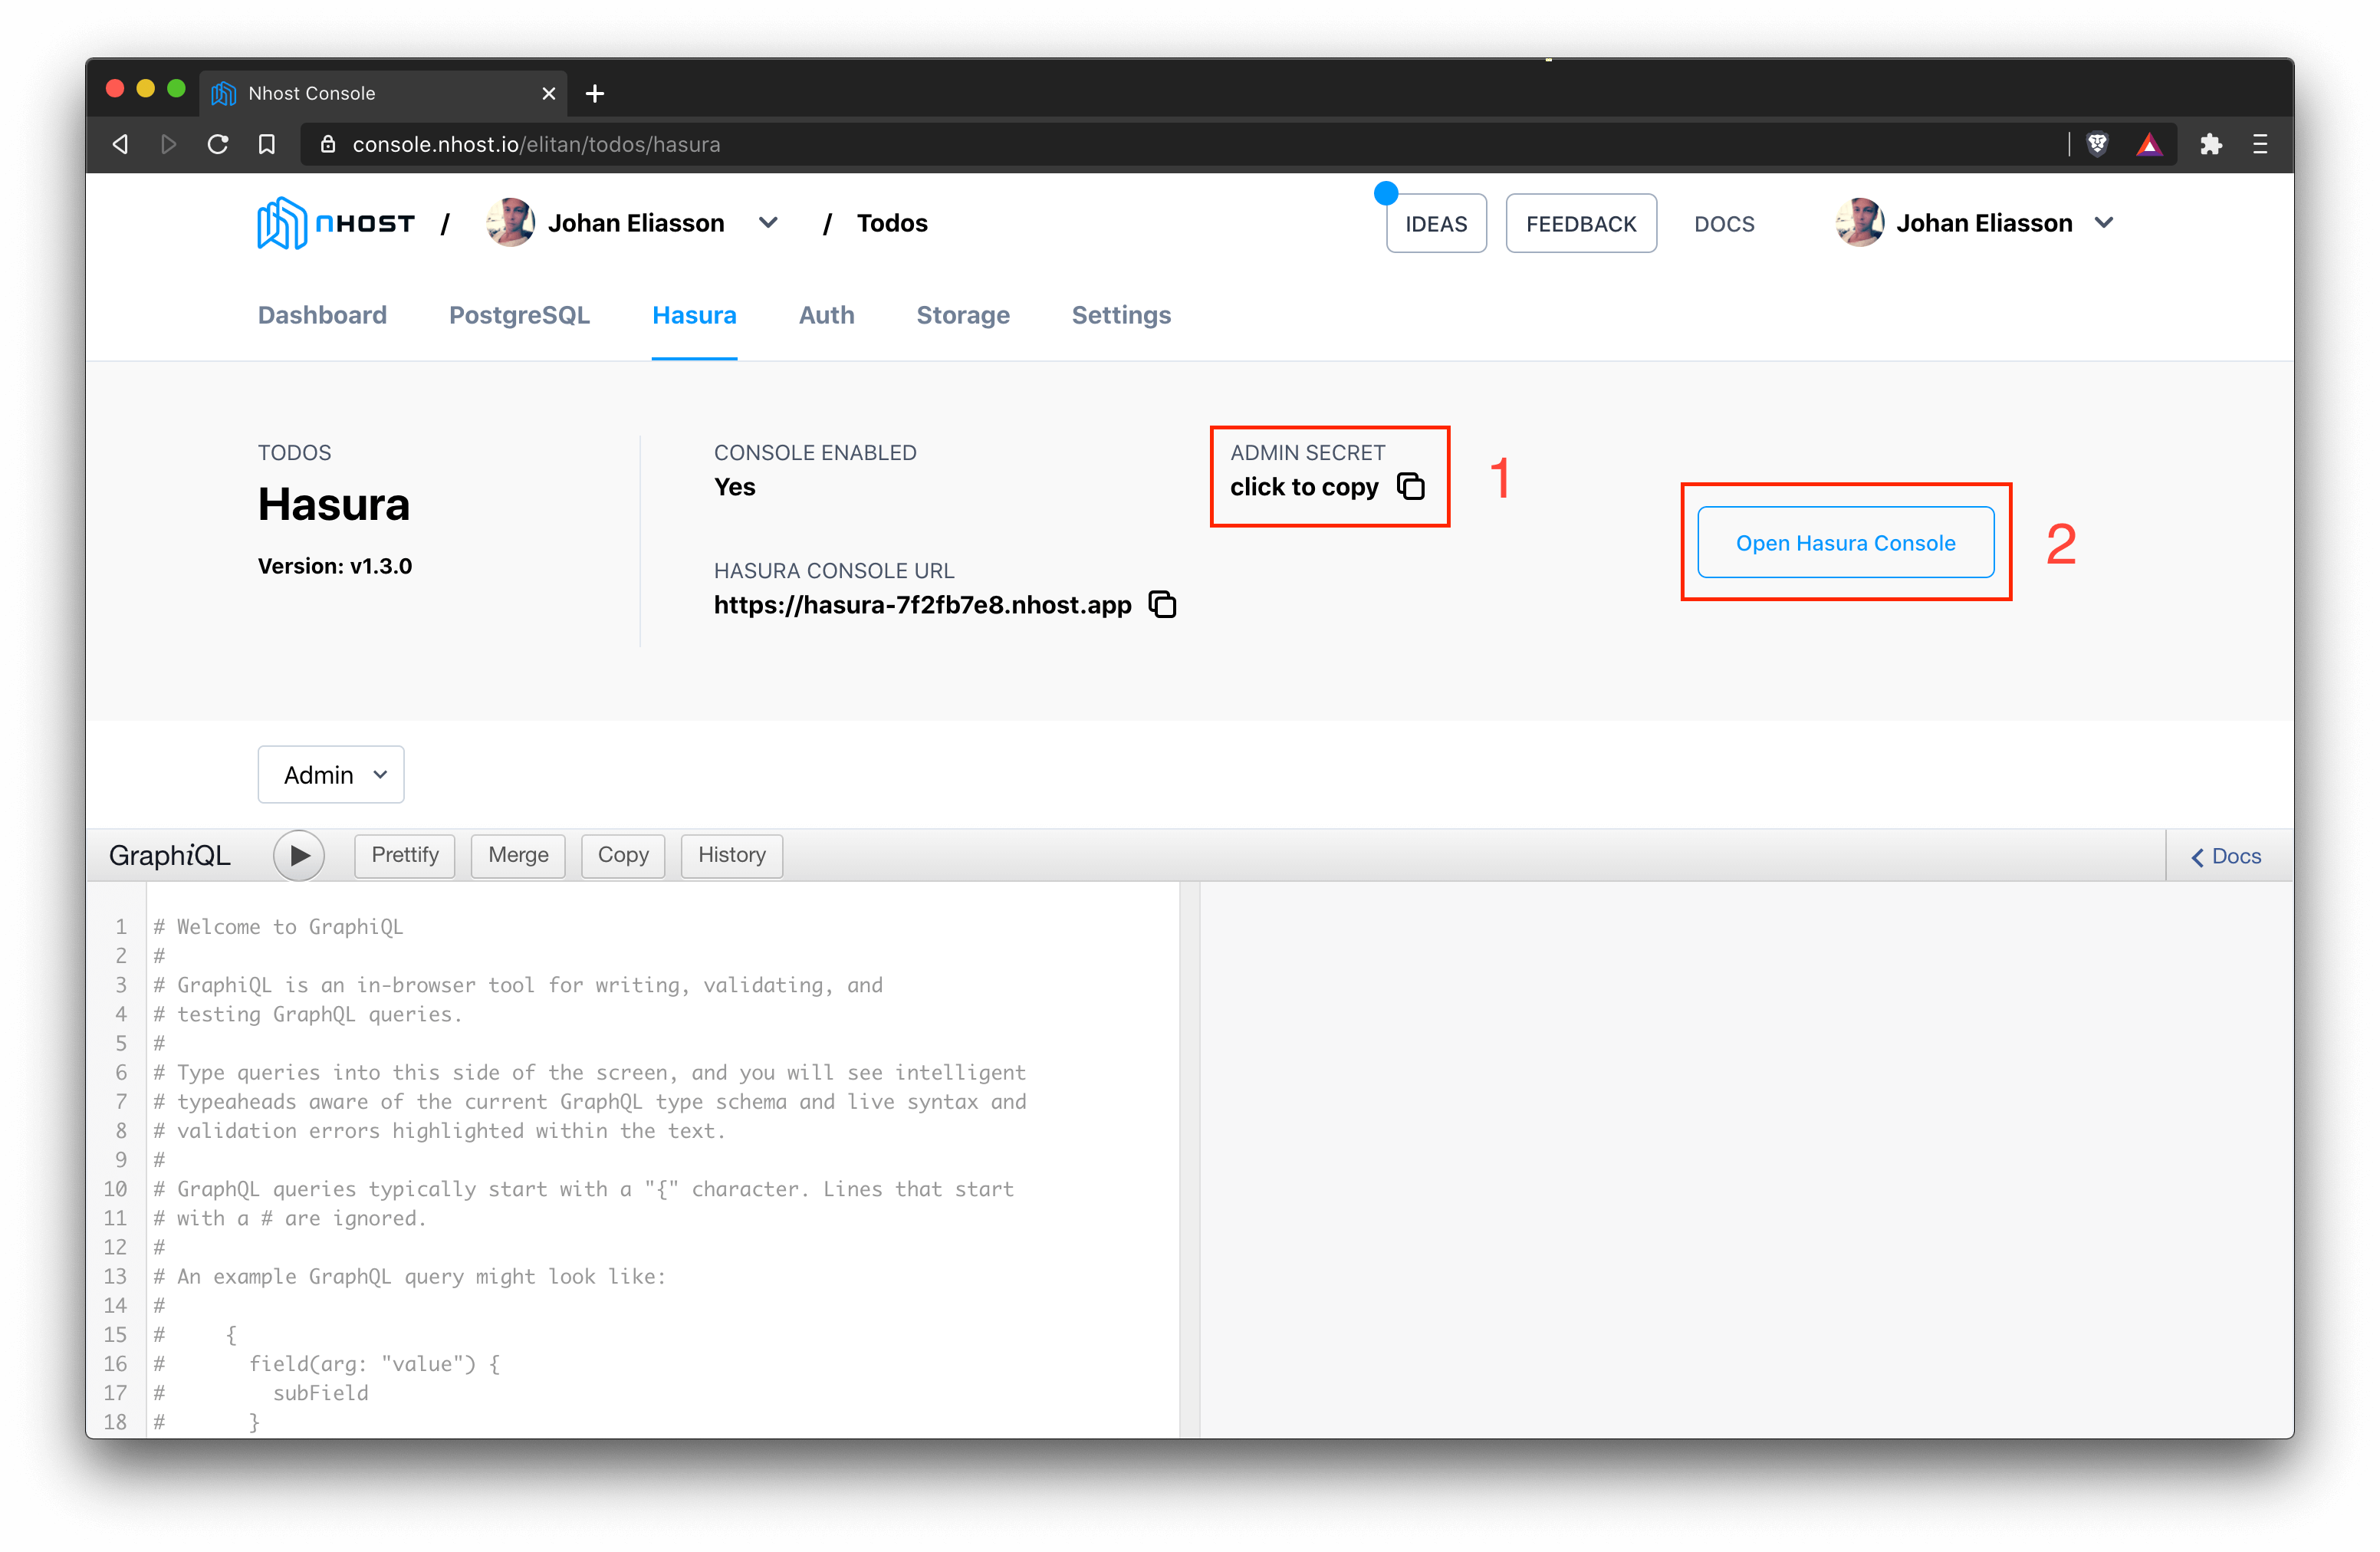 Nhost Console
console.nhost.io/elitan/todos/hasura
nHOST / Johan Eliasson / Todos
IDEAS FEEDBACK DOCS Johan Eliasson
Dashboard PostgreSQL Hasura Auth Storage Settings
TODOS
Hasura
Version: v1.3.0
CONSOLE ENABLED
Yes
HASURA CONSOLE URL
https://hasura-7f2fb7e8.nhost.app
ADMIN SECRET
click to copy
1
Open Hasura Console
2
Admin
GraphiQL Prettify Merge Copy History Docs
1 # Welcome to GraphiQL
2 #
3 # GraphiQL is an in-browser tool for writing, validating, and
4 # testing GraphQL queries.
5 #
6 # Type queries into this side of the screen, and you will see intelligent
7 # typeaheads aware of the current GraphQL type schema and live syntax and
8 # validation errors highlighted within the text.
9 #
10 # GraphQL queries typically start with a "{" character. Lines that start
11 # with a # are ignored.
12 #
13 # An example GraphQL query might look like:
14 #
15 #     {
16 #       field(arg: "value") {
17 #         subField
18 #       }